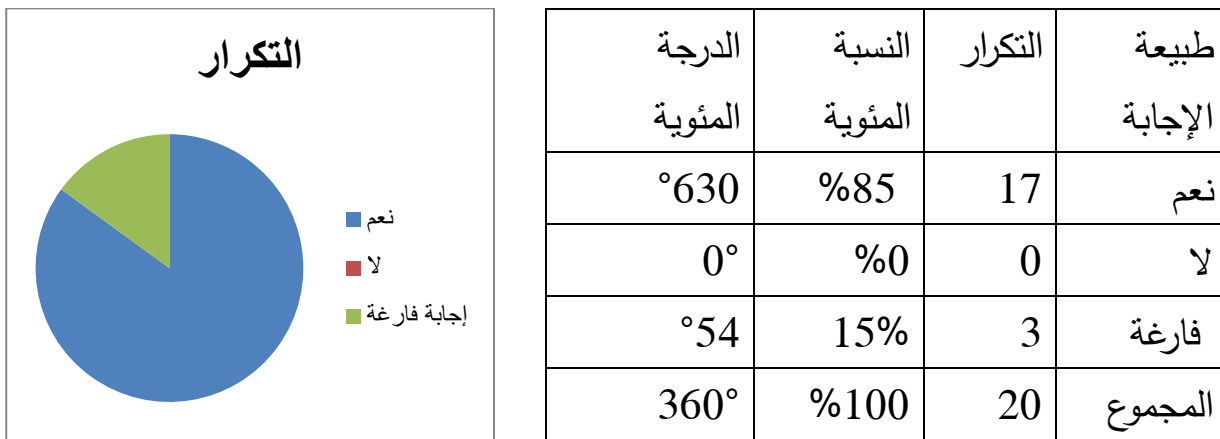 التكرار
نعم
لا
إجابة فارغة
طبيعة الإجابة التكرار النسبة المئوية الدرجة المئوية
نعم 17 %85 °630
لا 0 %0 0°
فارغة 3 15% °54
المجموع 20 %100 360°